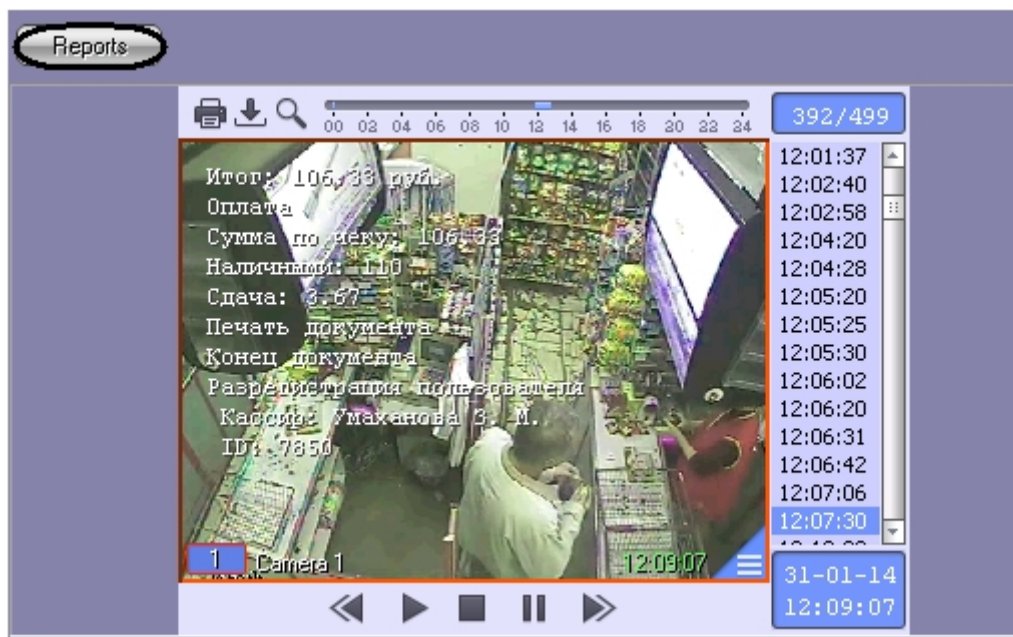 Reports
00 02 04 06 08 10 12 14 16 18 20 22 24
392/499
Итог: 106,33 руб.
Оплата
Сумма по чеку: 106.33
Наличными: 110
Сдача: 3.67
Печать документа
Конец документа
Разрегистрация пользователя
Кассир: Умаханова З. М.
ID: 7850
1 Camera 1
12:09:07
12:01:37
12:02:40
12:02:58
12:04:20
12:04:28
12:05:20
12:05:25
12:05:30
12:06:02
12:06:20
12:06:31
12:06:42
12:07:06
12:07:30
31-01-14
12:09:07